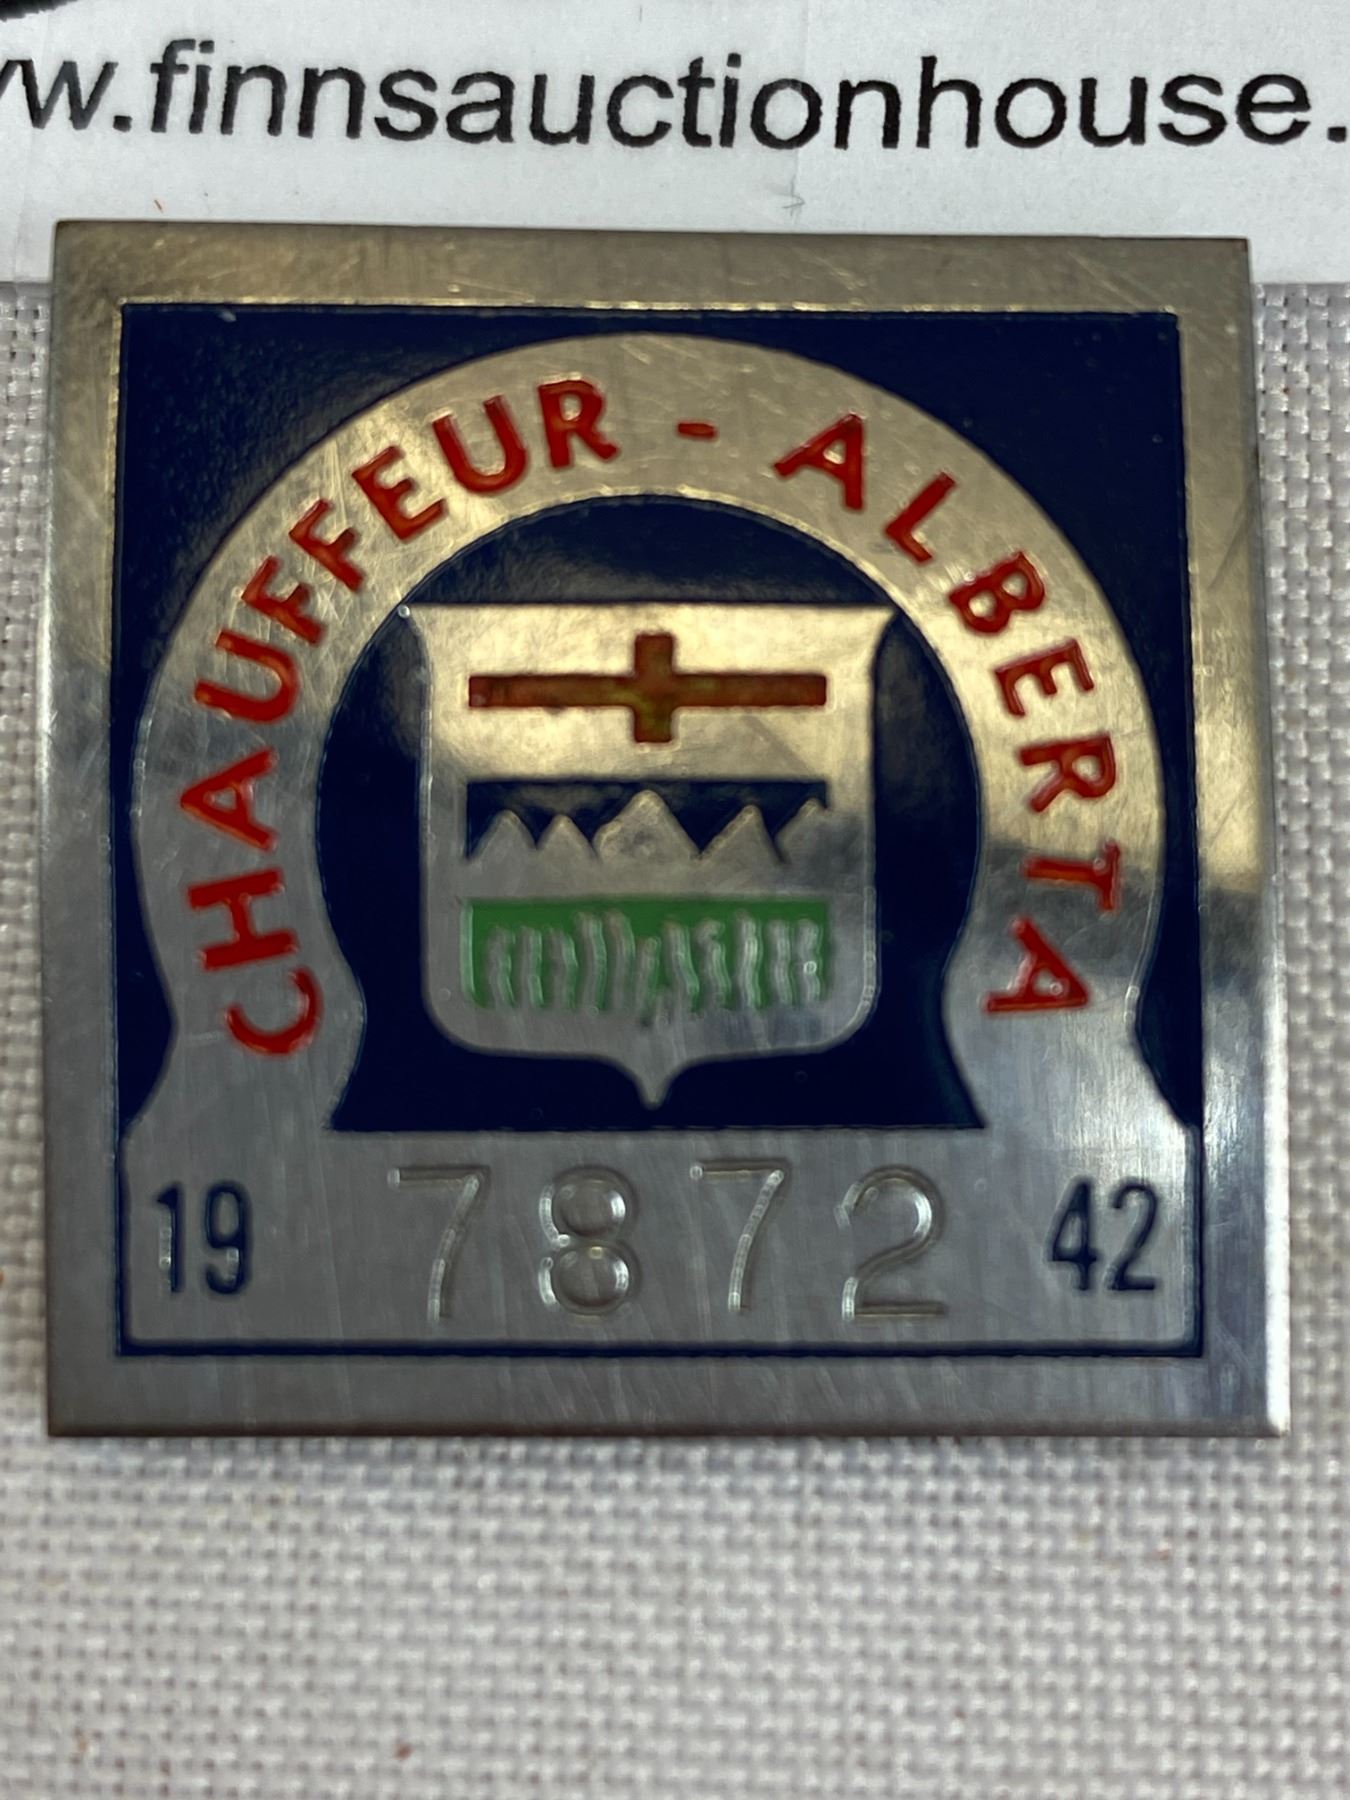 w.finnsauctionhouse.
CHAUFFEUR - ALBERTA
19 7872 42